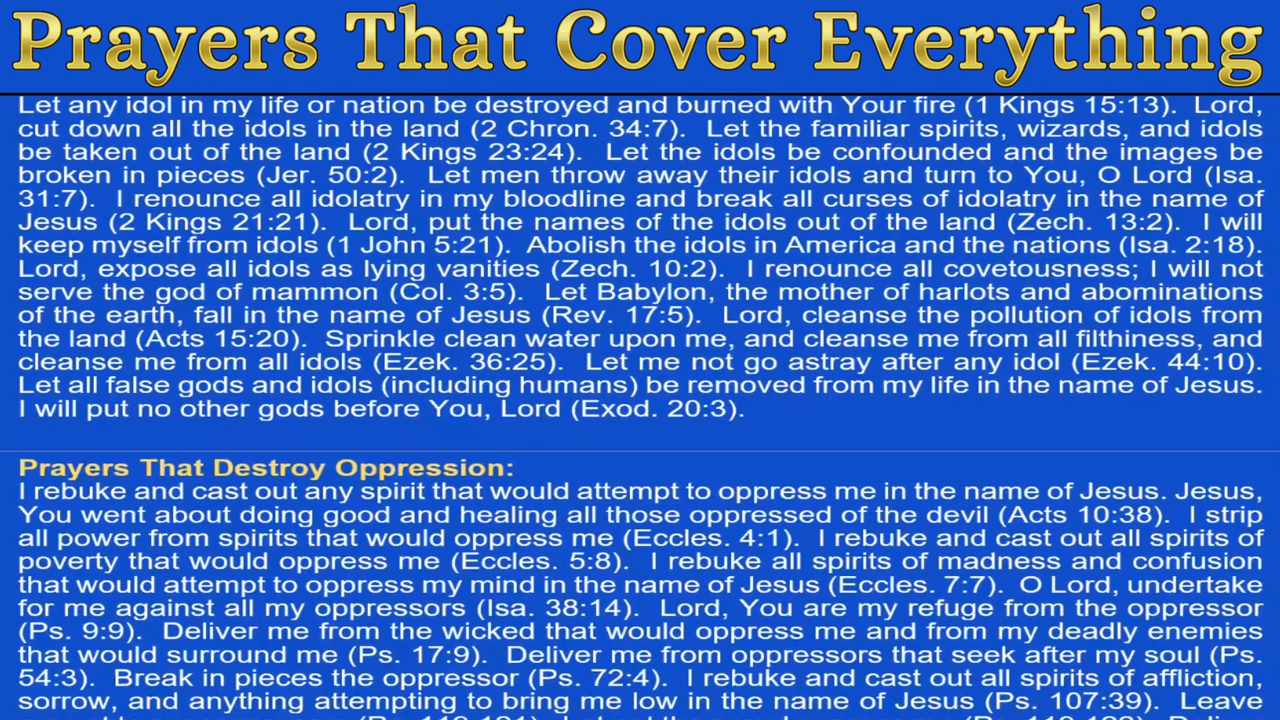 Prayers That Cover Everything
Let any idol in my life or nation be destroyed and burned with Your fire (1 Kings 15:13).  Lord,
cut down all the idols in the land (2 Chron. 34:7).  Let the familiar spirits, wizards, and idols
be taken out of the land (2 Kings 23:24).  Let the idols be confounded and the images be
broken in pieces (Jer. 50:2).  Let men throw away their idols and turn to You, O Lord (Isa.
31:7).  I renounce all idolatry in my bloodline and break all curses of idolatry in the name of
Jesus (2 Kings 21:21).  Lord, put the names of the idols out of the land (Zech. 13:2).  I will
keep myself from idols (1 John 5:21).  Abolish the idols in America and the nations (Isa. 2:18).
Lord, expose all idols as lying vanities (Zech. 10:2).  I renounce all covetousness; I will not
serve the god of mammon (Col. 3:5).  Let Babylon, the mother of harlots and abominations
of the earth, fall in the name of Jesus (Rev. 17:5).  Lord, cleanse the pollution of idols from
the land (Acts 15:20).  Sprinkle clean water upon me, and cleanse me from all filthiness, and
cleanse me from all idols (Ezek. 36:25).  Let me not go astray after any idol (Ezek. 44:10).
Let all false gods and idols (including humans) be removed from my life in the name of Jesus.
I will put no other gods before You, Lord (Exod. 20:3).
Prayers That Destroy Oppression:
I rebuke and cast out any spirit that would attempt to oppress me in the name of Jesus. Jesus,
You went about doing good and healing all those oppressed of the devil (Acts 10:38).  I strip
all power from spirits that would oppress me (Eccles. 4:1).  I rebuke and cast out all spirits of
poverty that would oppress me (Eccles. 5:8).  I rebuke all spirits of madness and confusion
that would attempt to oppress my mind in the name of Jesus (Eccles. 7:7).  O Lord, undertake
for me against all my oppressors (Isa. 38:14).  Lord, You are my refuge from the oppressor
(Ps. 9:9).  Deliver me from the wicked that would oppress me and from my deadly enemies
that would surround me (Ps. 17:9).  Deliver me from oppressors that seek after my soul (Ps.
54:3).  Break in pieces the oppressor (Ps. 72:4).  I rebuke and cast out all spirits of affliction,
sorrow, and anything attempting to bring me low in the name of Jesus (Ps. 107:39).  Leave